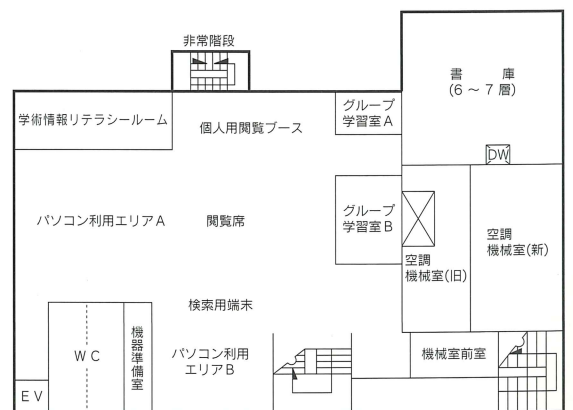 非常階段
書　庫
(6～7層)
学術情報リテラシールーム
個人用閲覧ブース
グループ
学習室A
DW
パソコン利用エリアA
閲覧席
グループ
学習室B
空調
機械室(旧)
空調
機械室(新)
検索用端末
WC
機器準備室
パソコン利用
エリアB
機械室前室
EV